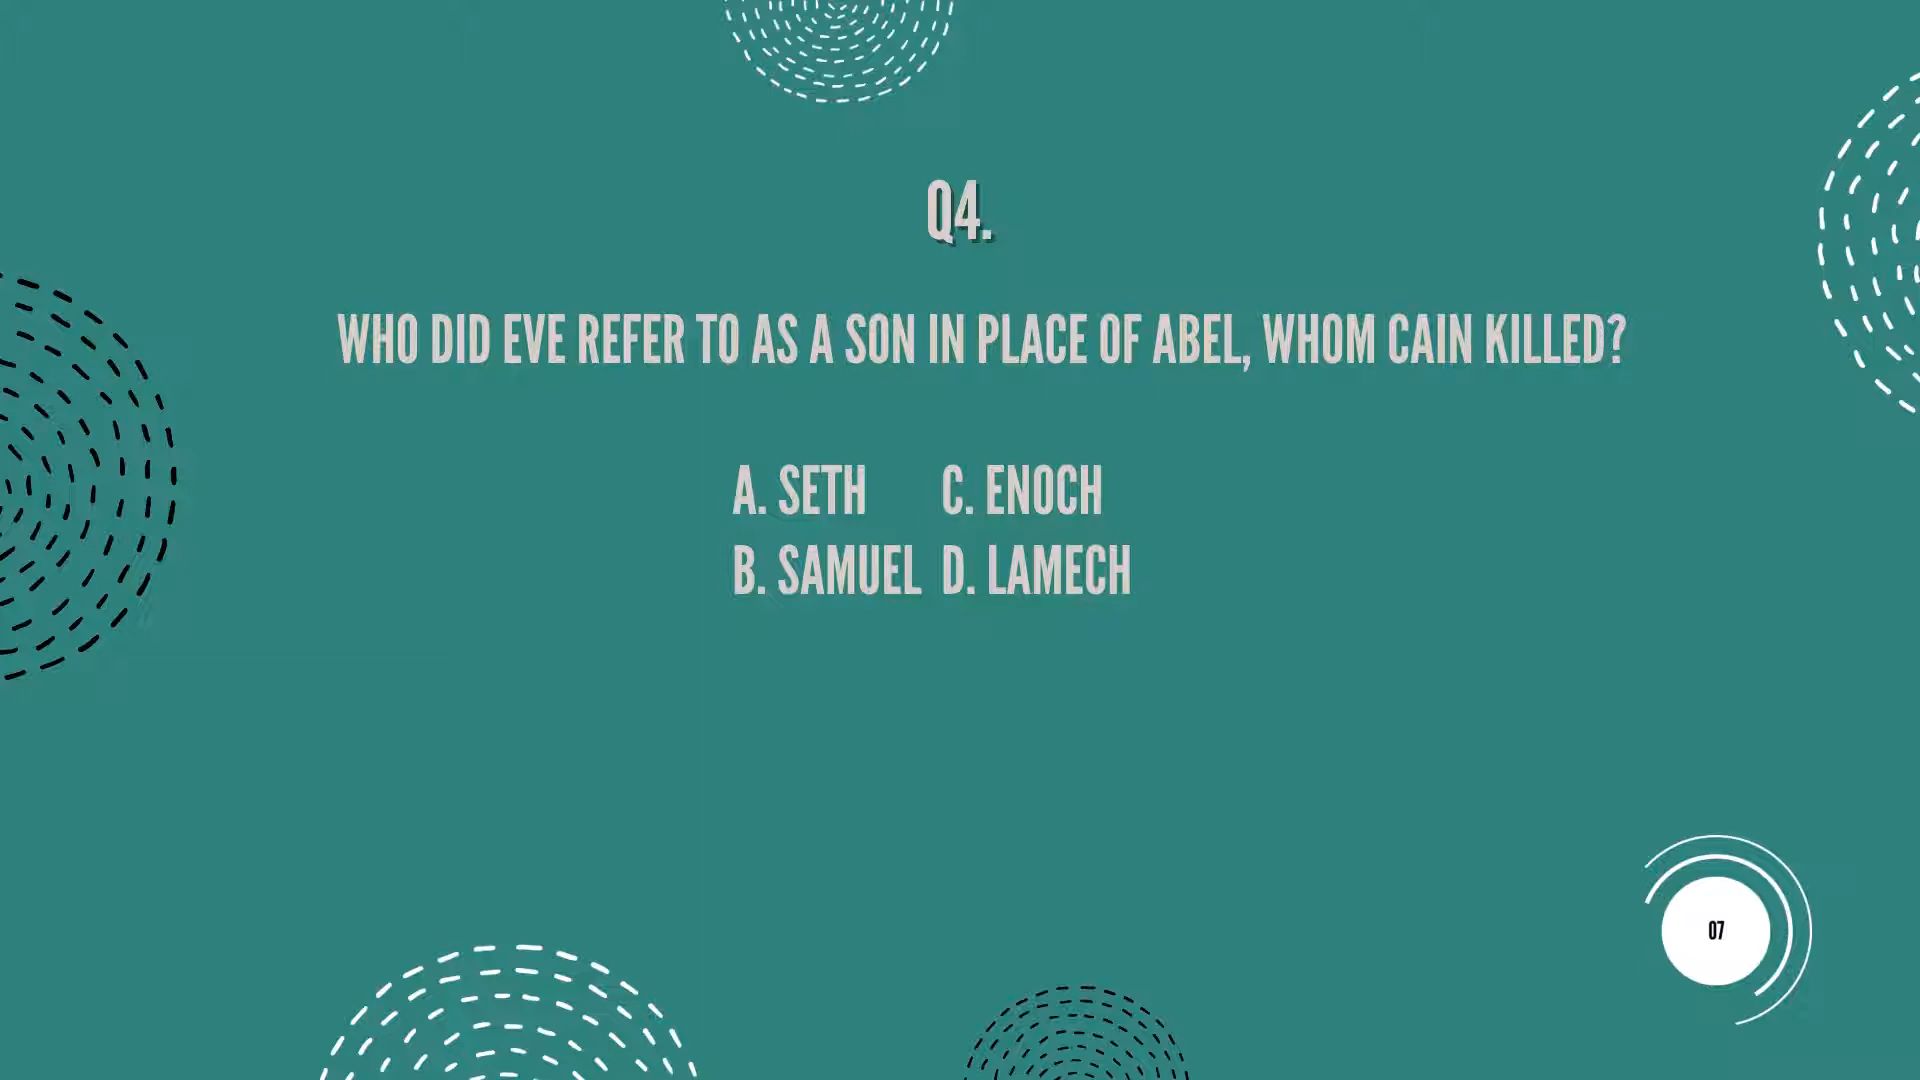 Q4.
WHO DID EVE REFER TO AS A SON IN PLACE OF ABEL, WHOM CAIN KILLED?
A. SETH C. ENOCH
B. SAMUEL D. LAMECH
07